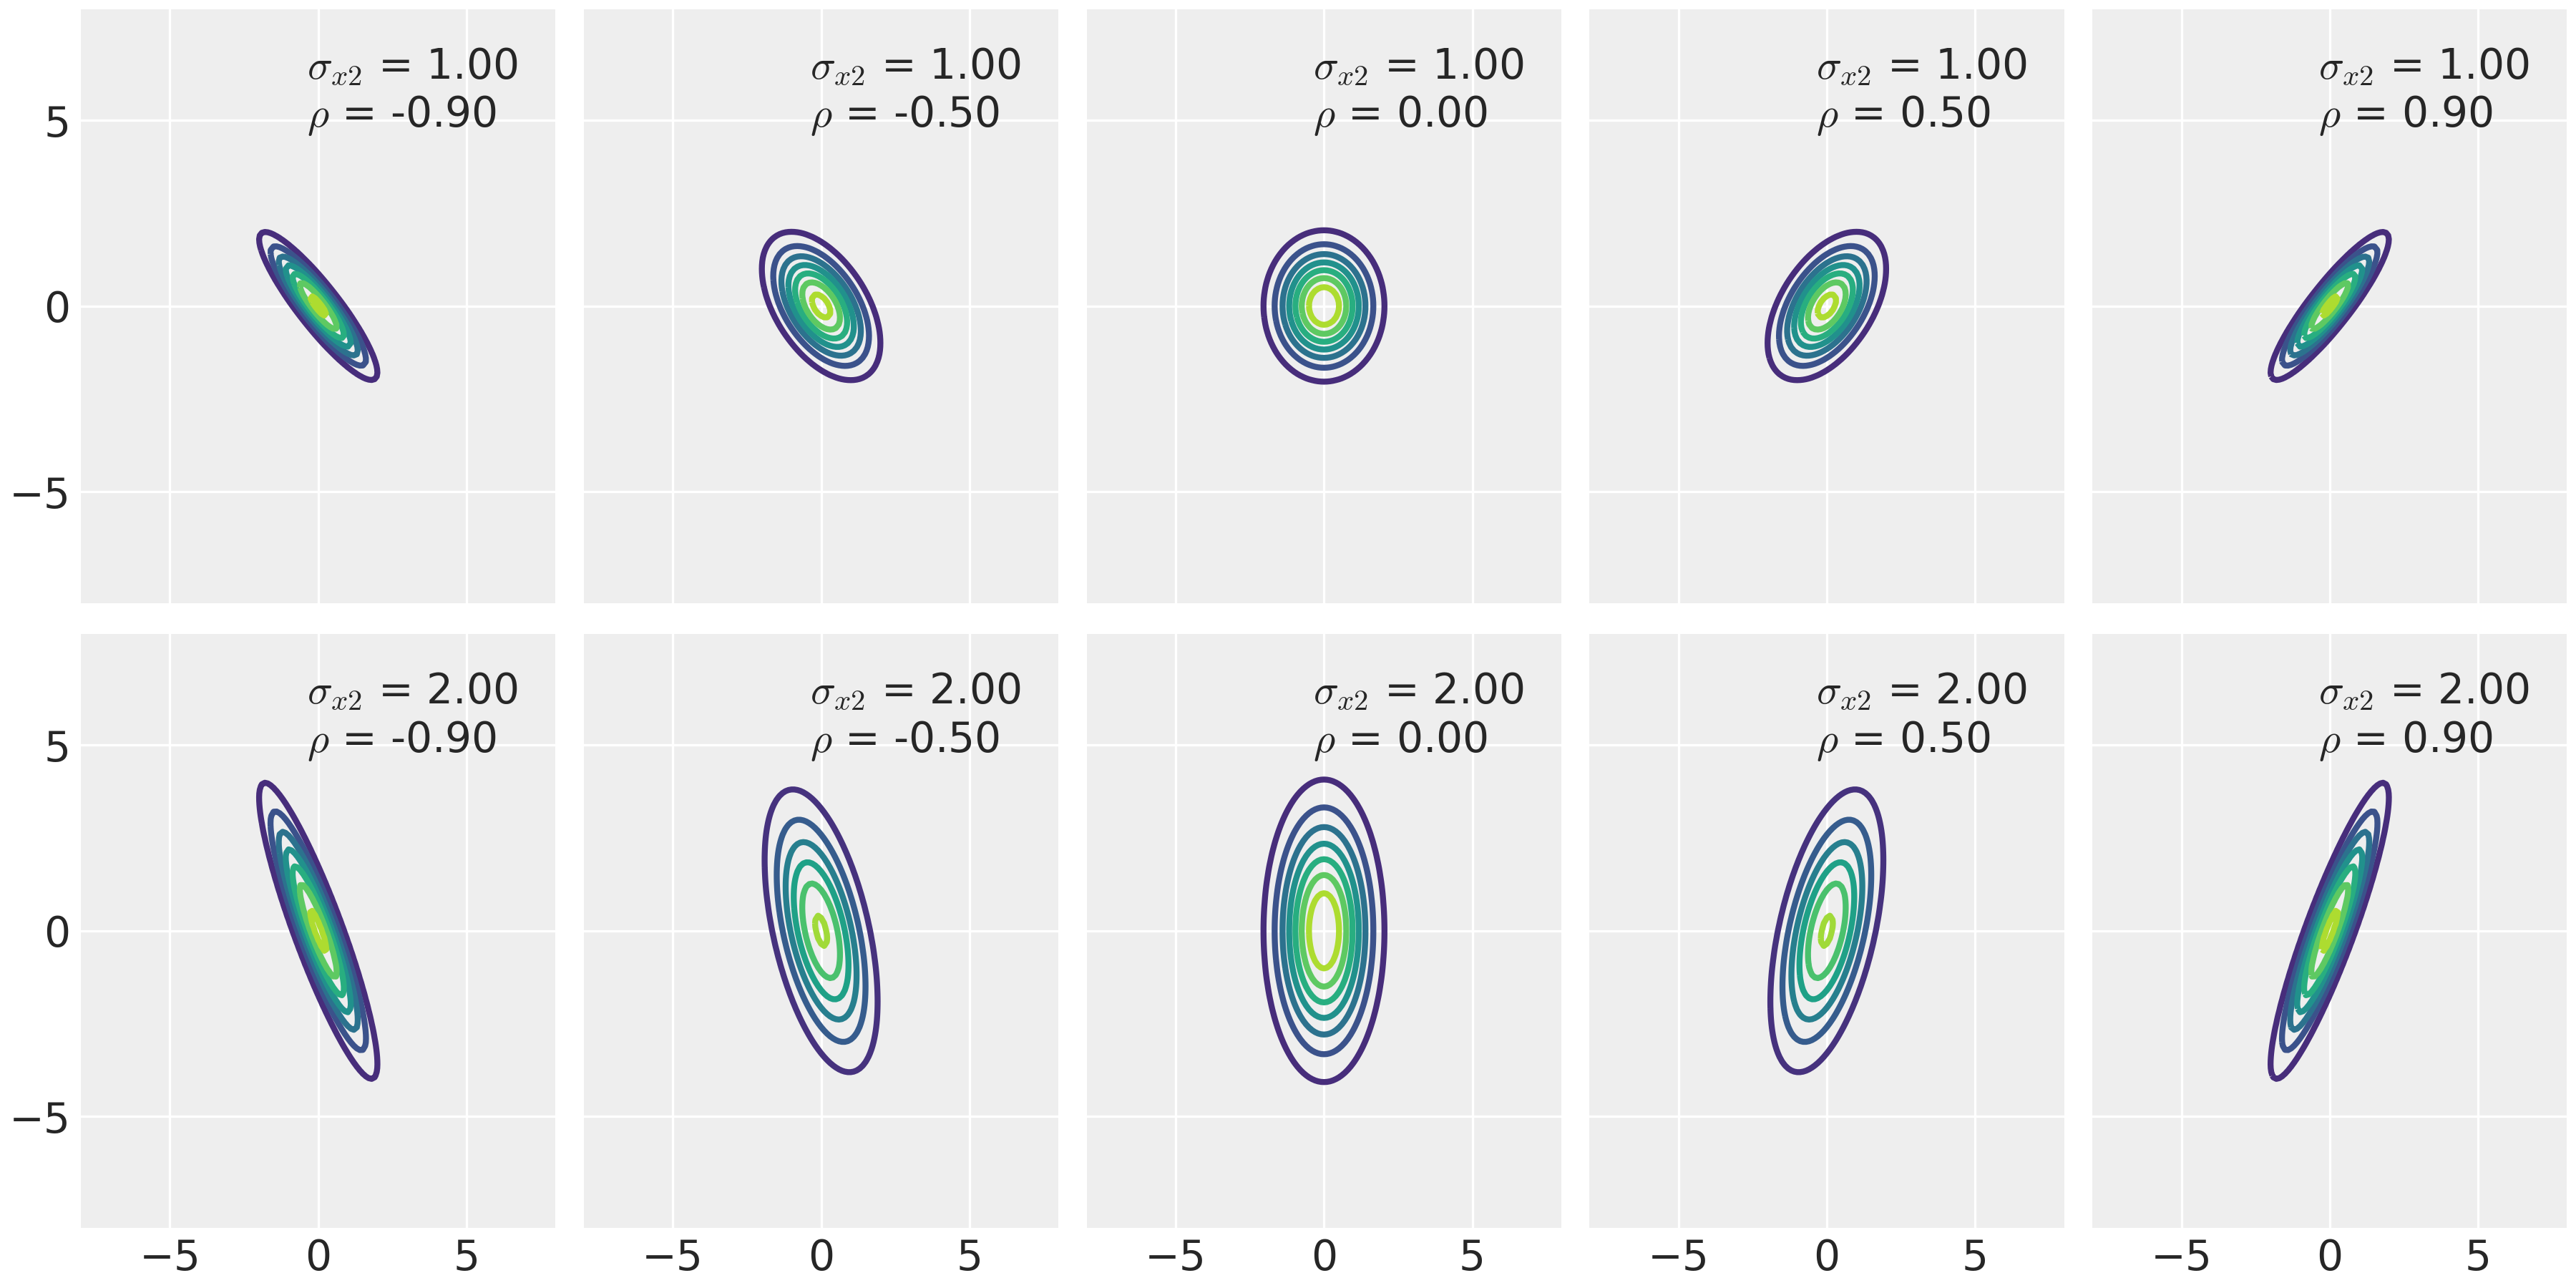 σx2 = 1.00
ρ = -0.90
σx2 = 1.00
ρ = -0.50
σx2 = 1.00
ρ = 0.00
σx2 = 1.00
ρ = 0.50
σx2 = 1.00
ρ = 0.90
5
0
−5
σx2 = 2.00
ρ = -0.90
σx2 = 2.00
ρ = -0.50
σx2 = 2.00
ρ = 0.00
σx2 = 2.00
ρ = 0.50
σx2 = 2.00
ρ = 0.90
5
0
−5
−5 0 5
−5 0 5
−5 0 5
−5 0 5
−5 0 5